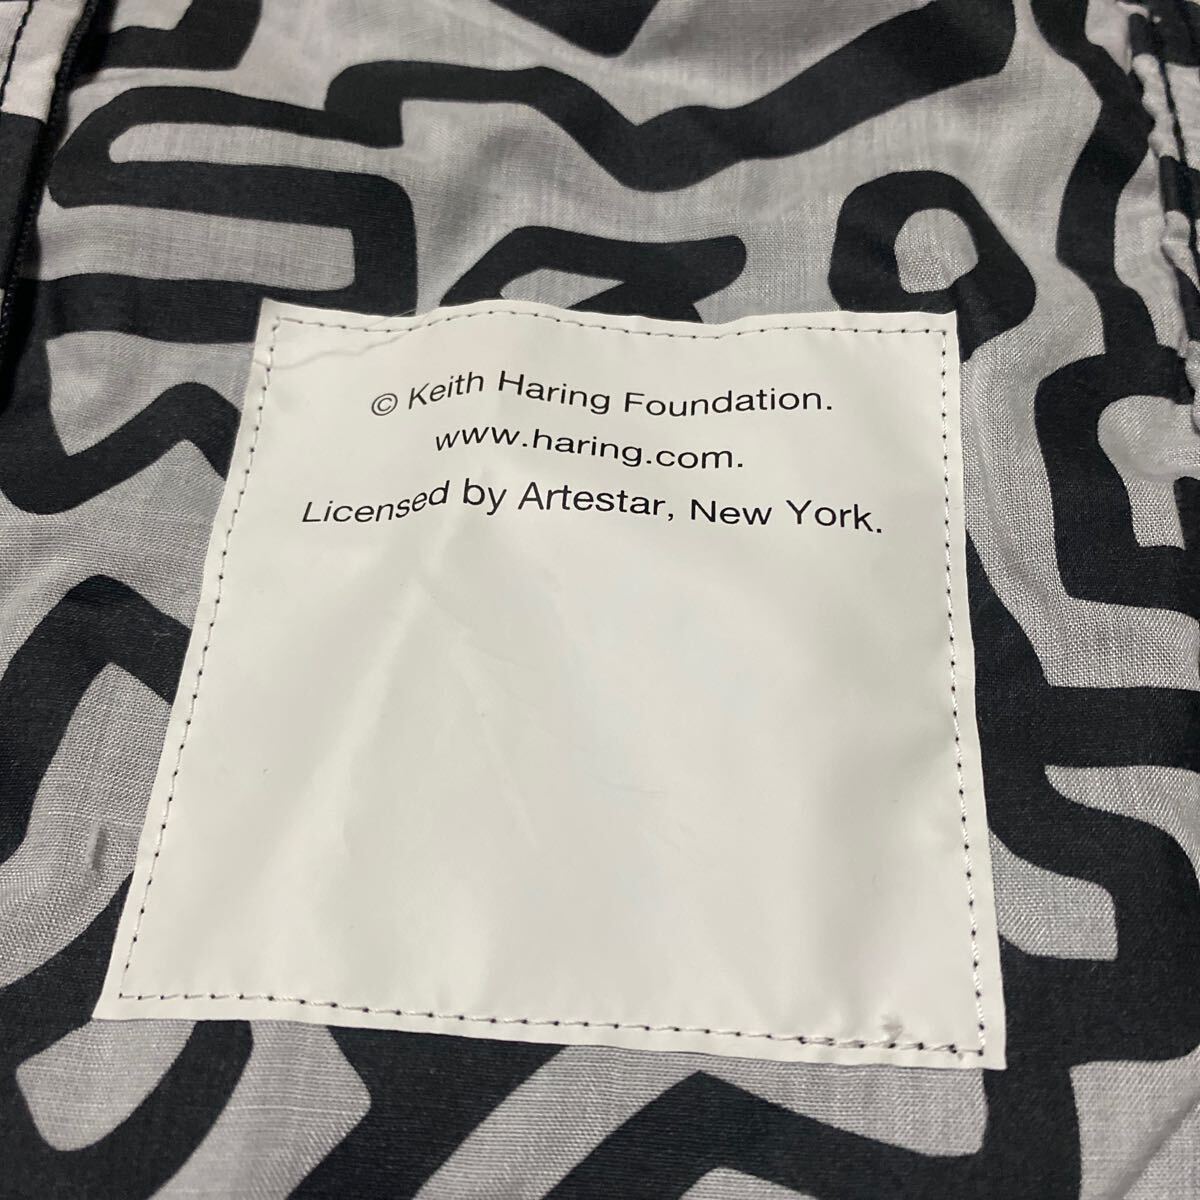 © Keith Haring Foundation.
www.haring.com.
Licensed by Artestar, New York.